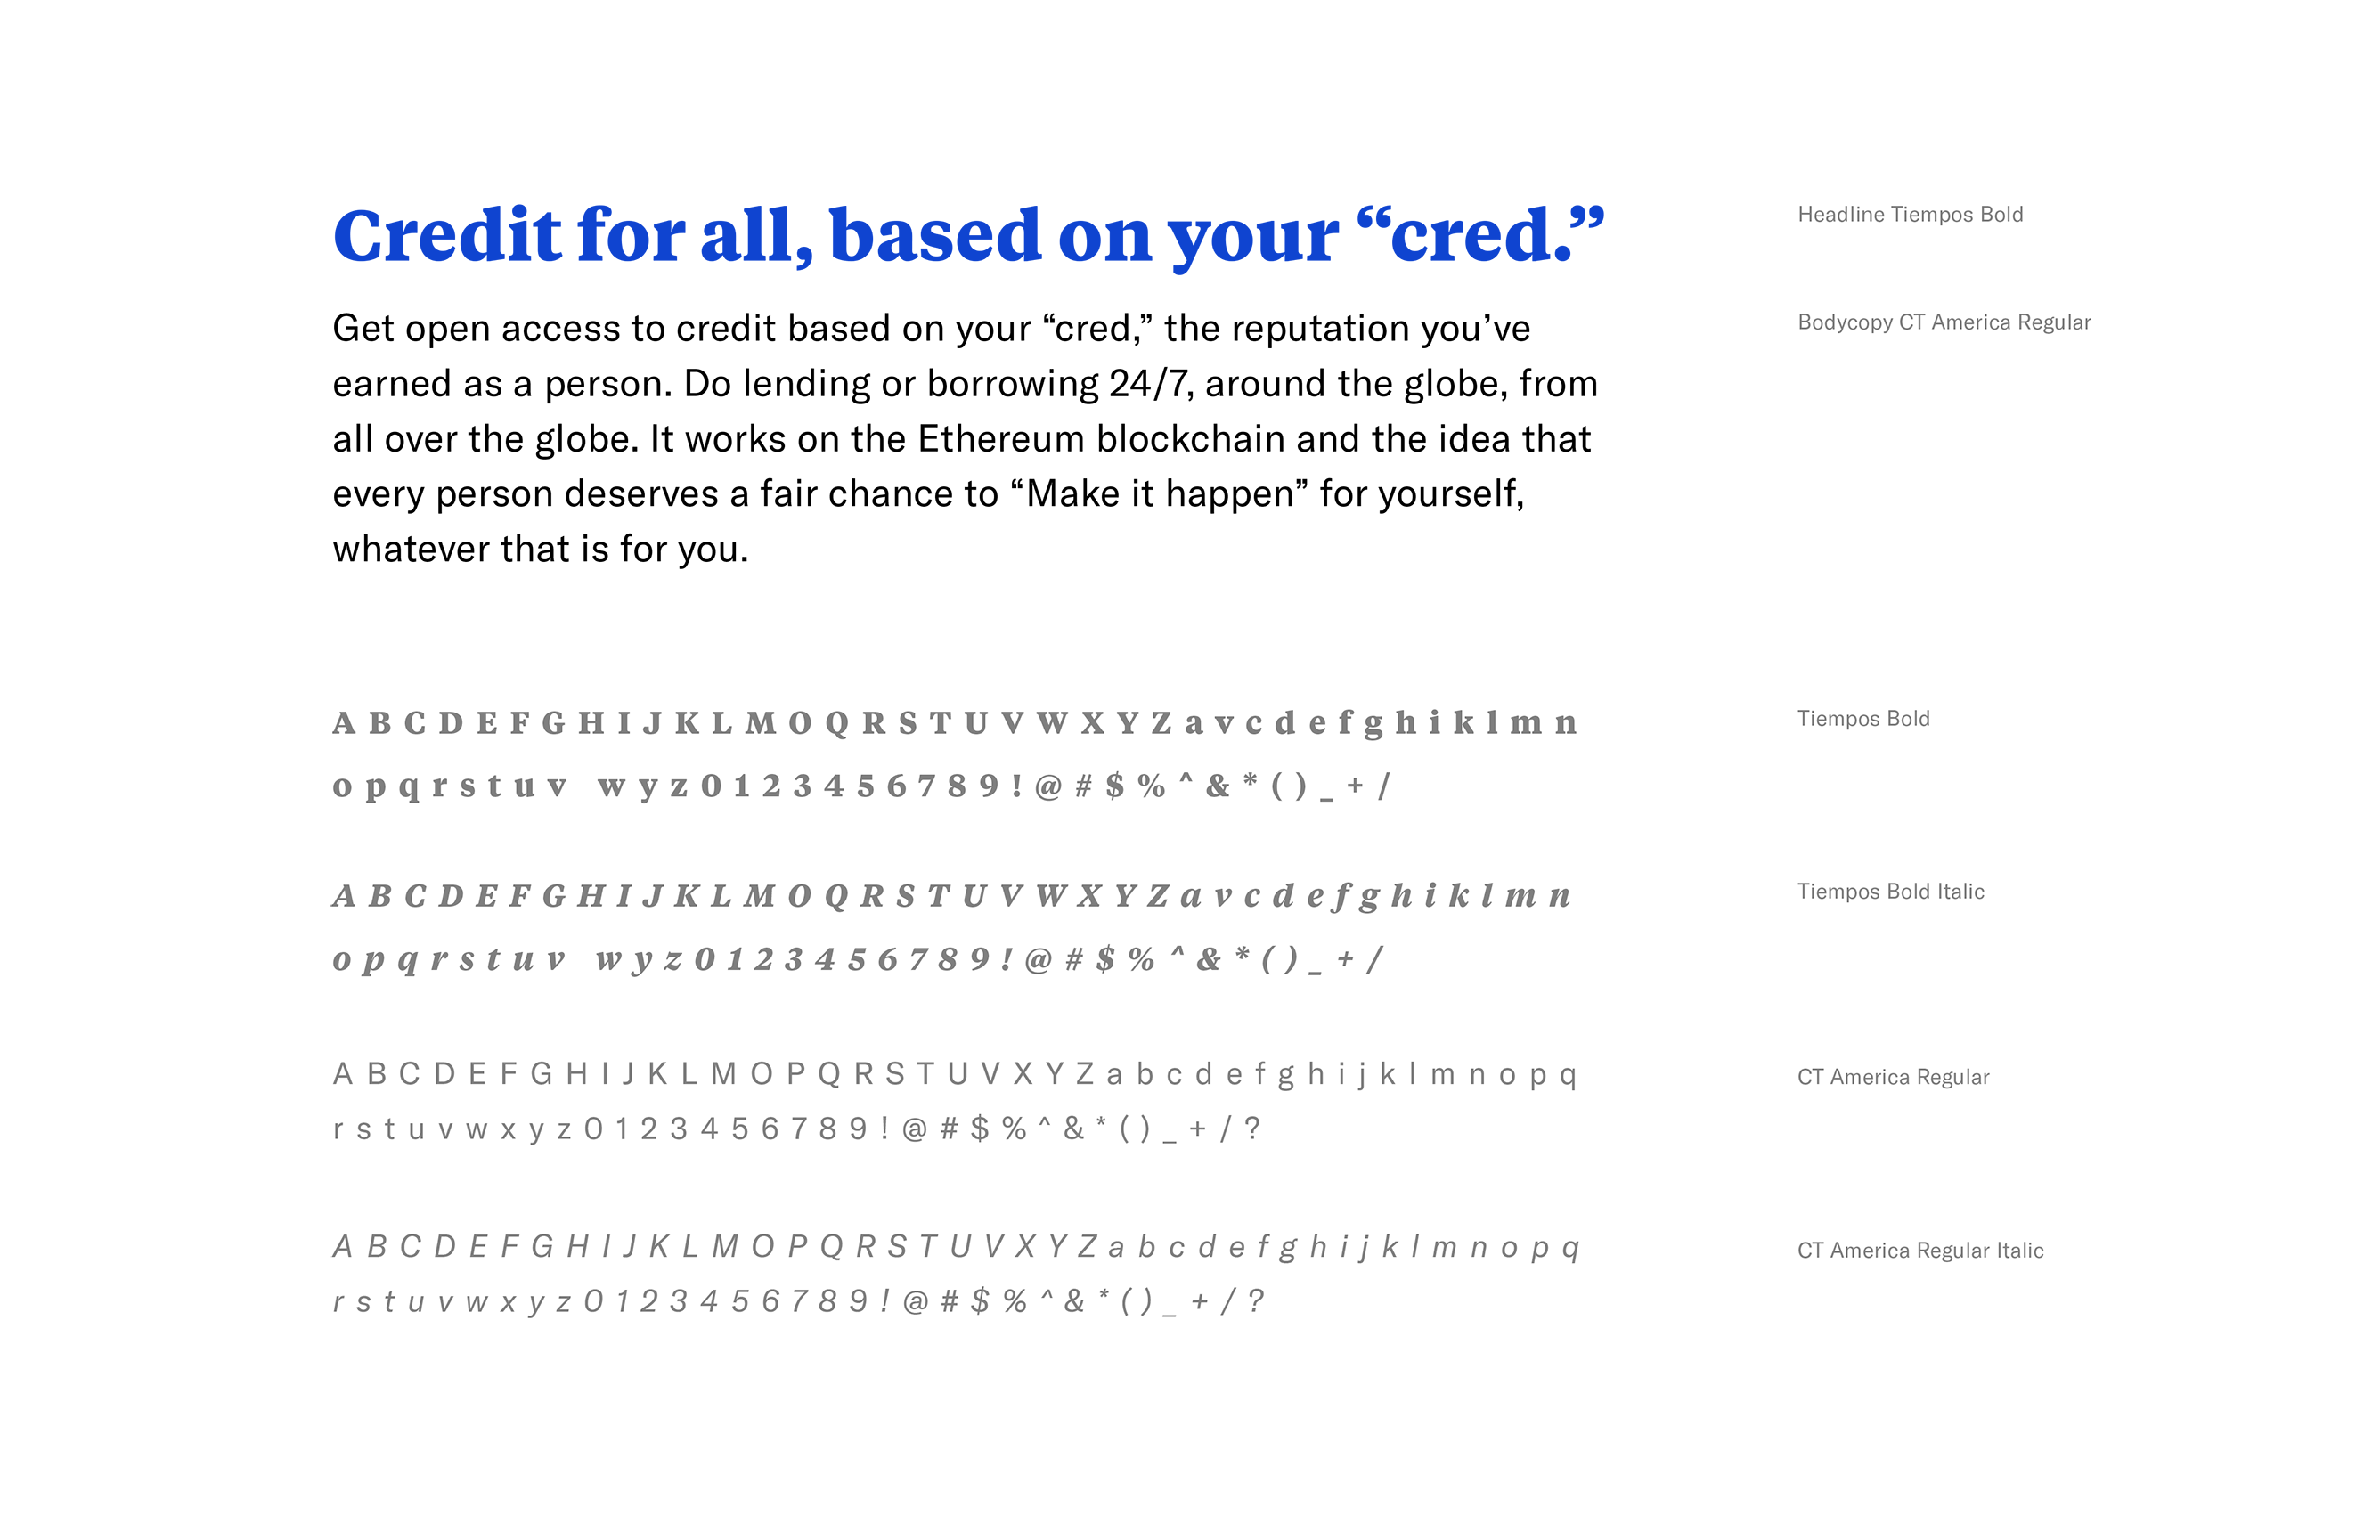 Credit for all, based on your “cred.”
Headline Tiempos Bold
Get open access to credit based on your “cred,” the reputation you’ve
Bodycopy CT America Regular
earned as a person. Do lending or borrowing 24/7, around the globe, from
all over the globe. It works on the Ethereum blockchain and the idea that
every person deserves a fair chance to “Make it happen” for yourself,
whatever that is for you.
A B C D E F G H I J K L M O Q R S T U V W X Y Z a v c d e f g h i k l m n
Tiempos Bold
o p q r s t u v w y z 0 1 2 3 4 5 6 7 8 9 ! @ # $ % ^ & * ( ) _ + /
A B C D E F G H I J K L M O Q R S T U V W X Y Z a v c d e f g h i k l m n
Tiempos Bold Italic
o p q r s t u v w y z 0 1 2 3 4 5 6 7 8 9 ! @ # $ % ^ & * ( ) _ + /
A B C D E F G H I J K L M O P Q R S T U V X Y Z a b c d e f g h i j k l m n o p q
CT America Regular
r s t u v w x y z 0 1 2 3 4 5 6 7 8 9 ! @ # $ % ^ & * ( ) _ + / ?
A B C D E F G H I J K L M O P Q R S T U V X Y Z a b c d e f g h i j k l m n o p q
CT America Regular Italic
r s t u v w x y z 0 1 2 3 4 5 6 7 8 9 ! @ # $ % ^ & * ( ) _ + / ?